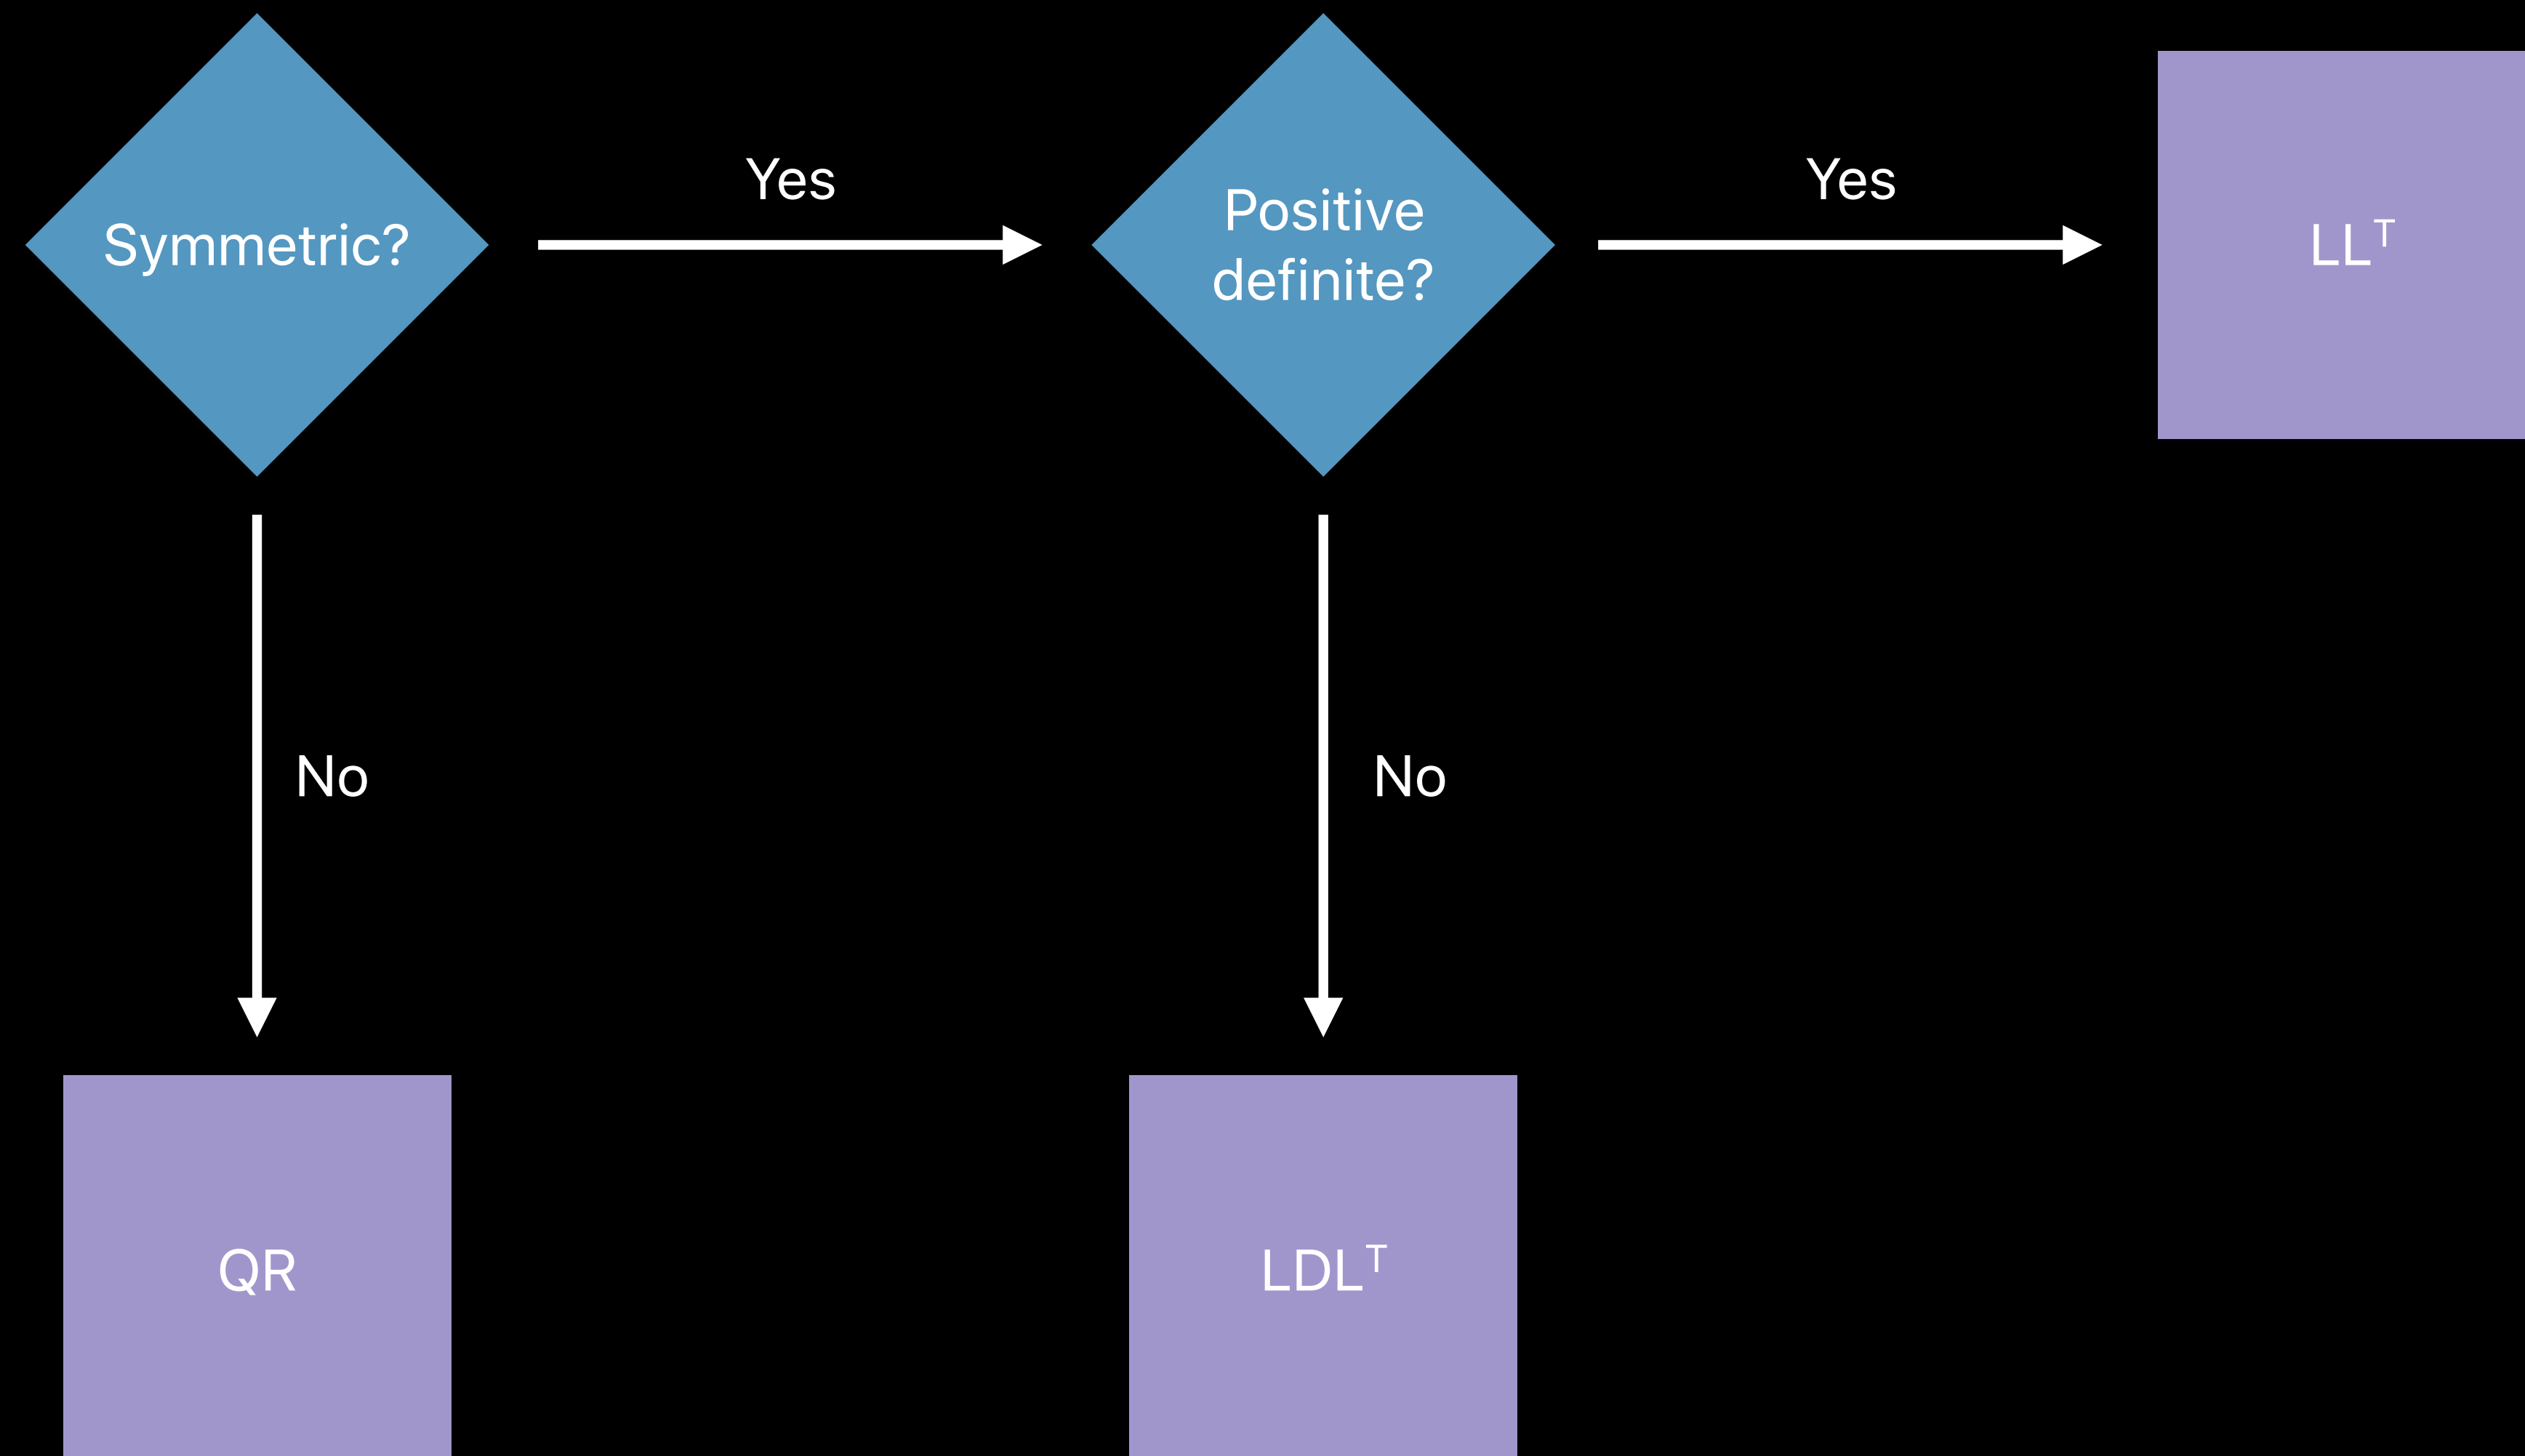 Symmetric?
Yes
Positive
definite?
Yes
LLᵀ
No
No
QR
LDLᵀ